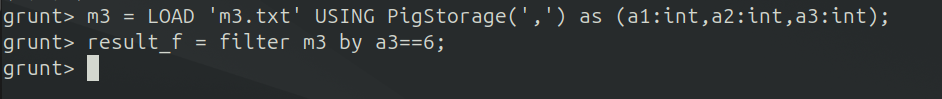 grunt> m3 = LOAD 'm3.txt' USING PigStorage(',') as (a1:int,a2:int,a3:int);
grunt> result_f = filter m3 by a3==6;
grunt>